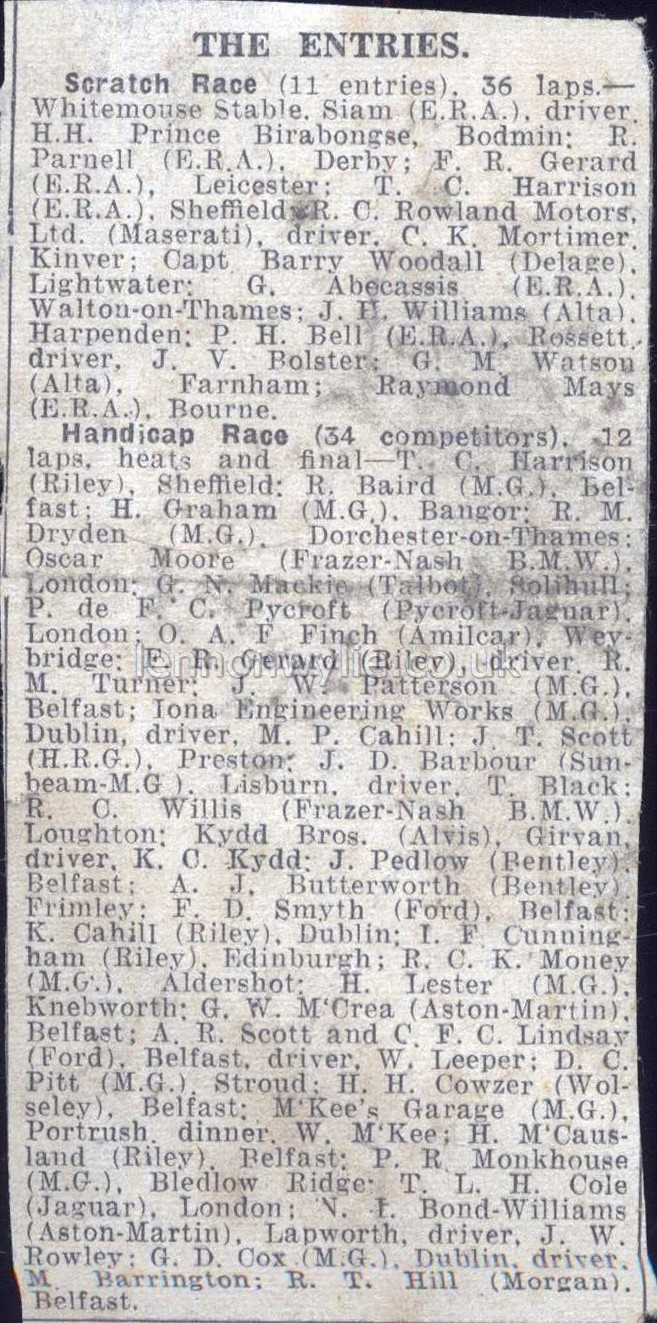 THE ENTRIES.
Scratch Race (11 entries), 36 laps.—
Whitemouse Stable, Siam (E.R.A.), driver,
H.H. Prince Birabongse, Bodmin; R.
Parnell (E.R.A.), Derby; F. R. Gerard
(E.R.A.), Leicester; T. C. Harrison
(E.R.A.), Sheffield; R. C. Rowland Motors,
Ltd. (Maserati), driver, C. K. Mortimer,
Kinver; Capt Barry Woodall (Delage),
Lightwater; G. Abecassis (E.R.A.),
Walton-on-Thames; J. H. Williams (Alta),
Harpenden; P. H. Bell (E.R.A.), Rossett,
driver, J. V. Bolster; G. M. Watson
(Alta), Farnham; Raymond Mays
(E.R.A.), Bourne.
Handicap Race (34 competitors), 12
laps, heats and final—T. C. Harrison
(Riley), Sheffield; R. Baird (M.G.), Bel-
fast; H. Graham (M.G.), Bangor; R. M.
Dryden (M.G.), Dorchester-on-Thames;
Oscar Moore (Frazer-Nash B.M.W.),
London; G. N. Mackie (Talbot), Solihull;
P. de F. C. Pycroft (Pycroft-Jaguar),
London; O. A. F. Finch (Amilcar), Wey-
bridge; F. R. Gerard (Riley), driver, R.
lennonwylie.co.uk
M. Turner; J. W. Patterson (M.G.),
Belfast; Iona Engineering Works (M.G.),
Dublin, driver, M. P. Cahill; J. T. Scott
(H.R.G.), Preston; J. D. Barbour (Sun-
beam-M.G.), Lisburn, driver, T. Black;
R. C. Willis (Frazer-Nash B.M.W.),
Loughton; Kydd Bros. (Alvis), Girvan,
driver, K. C. Kydd; J. Pedlow (Bentley),
Belfast; A. J. Butterworth (Bentley),
Frimley; F. D. Smyth (Ford), Belfast;
K. Cahill (Riley), Dublin; I. F. Cunning-
ham (Riley), Edinburgh; R. C. K. Money
(M.G.), Aldershot; H. Lester (M.G.),
Knebworth; G. W. M'Crea (Aston-Martin),
Belfast; A. R. Scott and C. F. C. Lindsay
(Ford), Belfast, driver, W. Leeper; D. C.
Pitt (M.G.), Stroud; H. H. Cowzer (Wol-
seley), Belfast; M'Kee's Garage (M.G.),
Portrush, dinner, W. M'Kee; H. M'Caus-
land (Riley), Belfast; P. R. Monkhouse
(M.G.), Bledlow Ridge; T. L. H. Cole
(Jaguar), London; N. I. Bond-Williams
(Aston-Martin), Lapworth, driver, J. W.
Rowley; G. D. Cox (M.G.), Dublin, driver,
M. Barrington; R. T. Hill (Morgan),
Belfast.